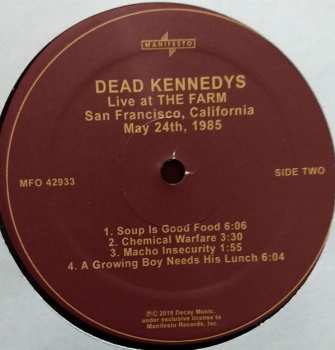 MANIFESTO
DEAD KENNEDYS
Live at THE FARM
San Francisco, California
May 24th, 1985
MFO 42933
SIDE TWO
1. Soup Is Good Food 6:06
2. Chemical Warfare 3:30
3. Macho Insecurity 1:55
4. A Growing Boy Needs His Lunch 6:04
℗© 2018 Decay Music,
under exclusive license to
Manifesto Records, Inc.